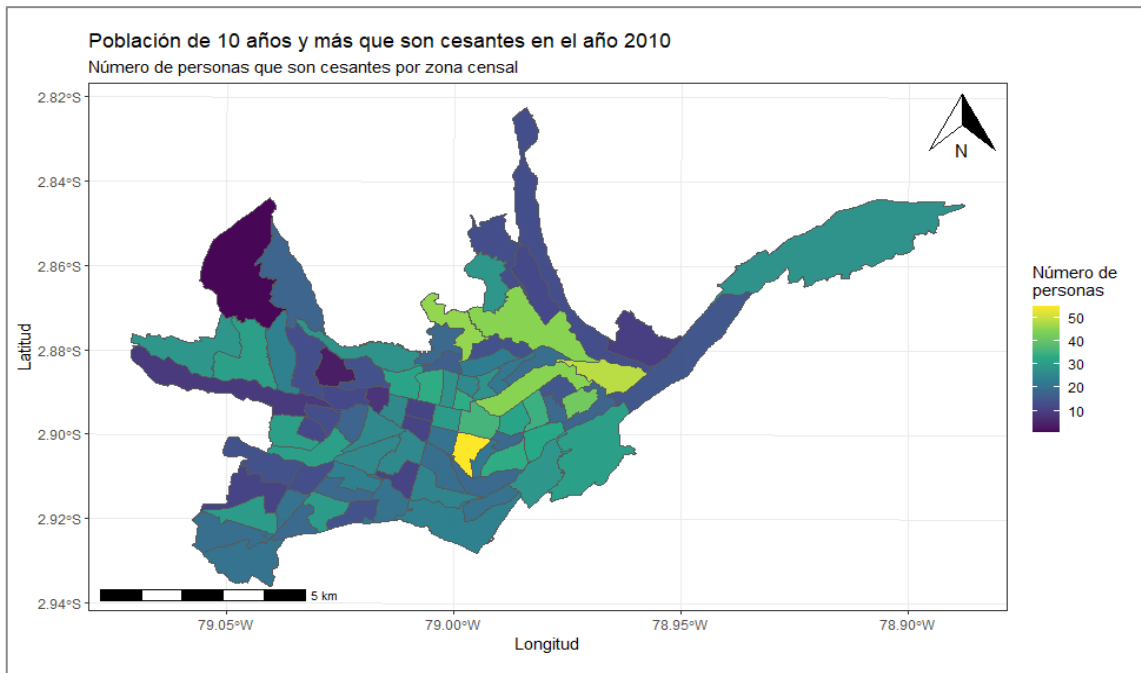 Población de 10 años y más que son cesantes en el año 2010
Número de personas que son cesantes por zona censal
2.82°S
2.84°S
2.86°S
2.88°S
2.90°S
2.92°S
2.94°S
Latitud
N
5 km
79.05°W
79.00°W
78.95°W
78.90°W
Longitud
Número de
personas
50
40
30
20
10